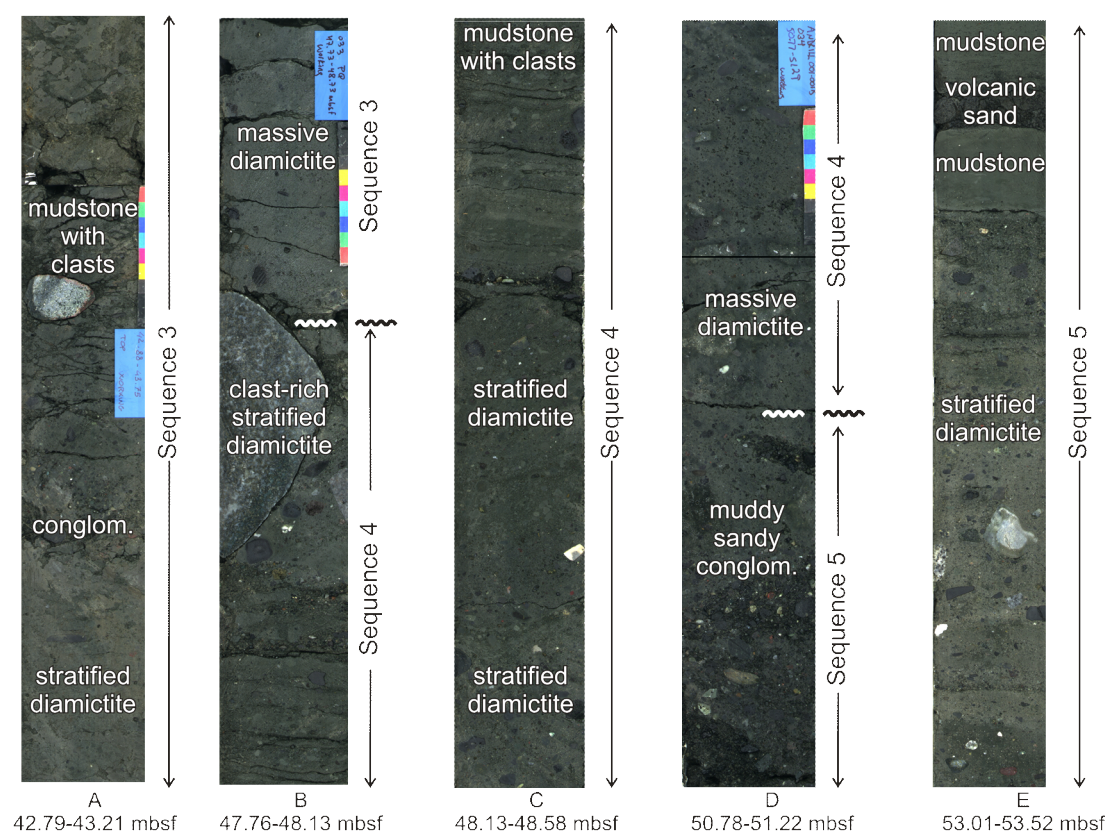 mudstone
with
clasts
conglom.
stratified
diamictite
Sequence 3
A
42.79-43.21 mbsf
massive
diamictite
clast-rich
stratified
diamictite
Sequence 3
Sequence 4
B
47.76-48.13 mbsf
mudstone
with clasts
stratified
diamictite
stratified
diamictite
Sequence 4
C
48.13-48.58 mbsf
massive
diamictite
muddy
sandy
conglom.
Sequence 4
Sequence 5
D
50.78-51.22 mbsf
mudstone
volcanic
sand
mudstone
stratified
diamictite
Sequence 5
E
53.01-53.52 mbsf